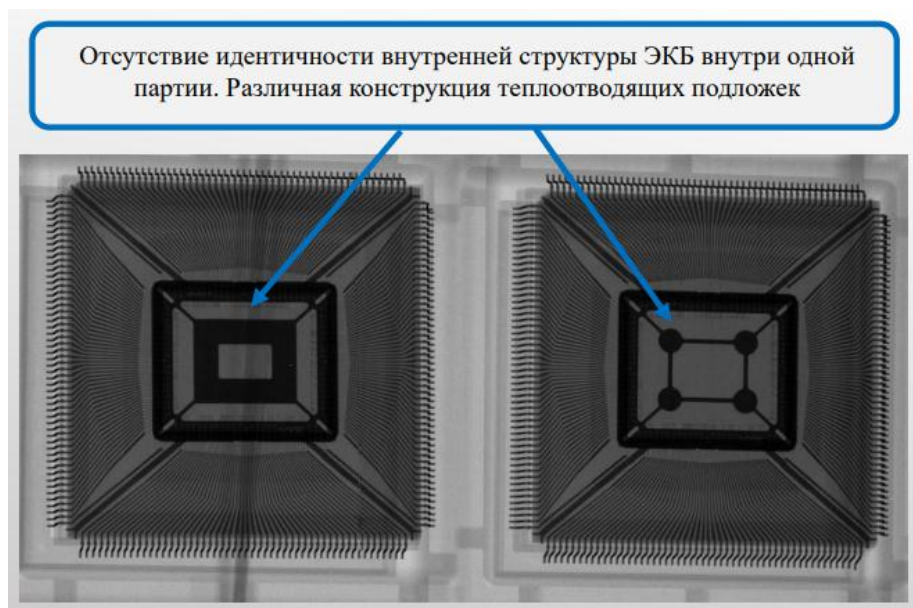 Отсутствие идентичности внутренней структуры ЭКБ внутри одной
партии. Различная конструкция теплоотводящих подложек